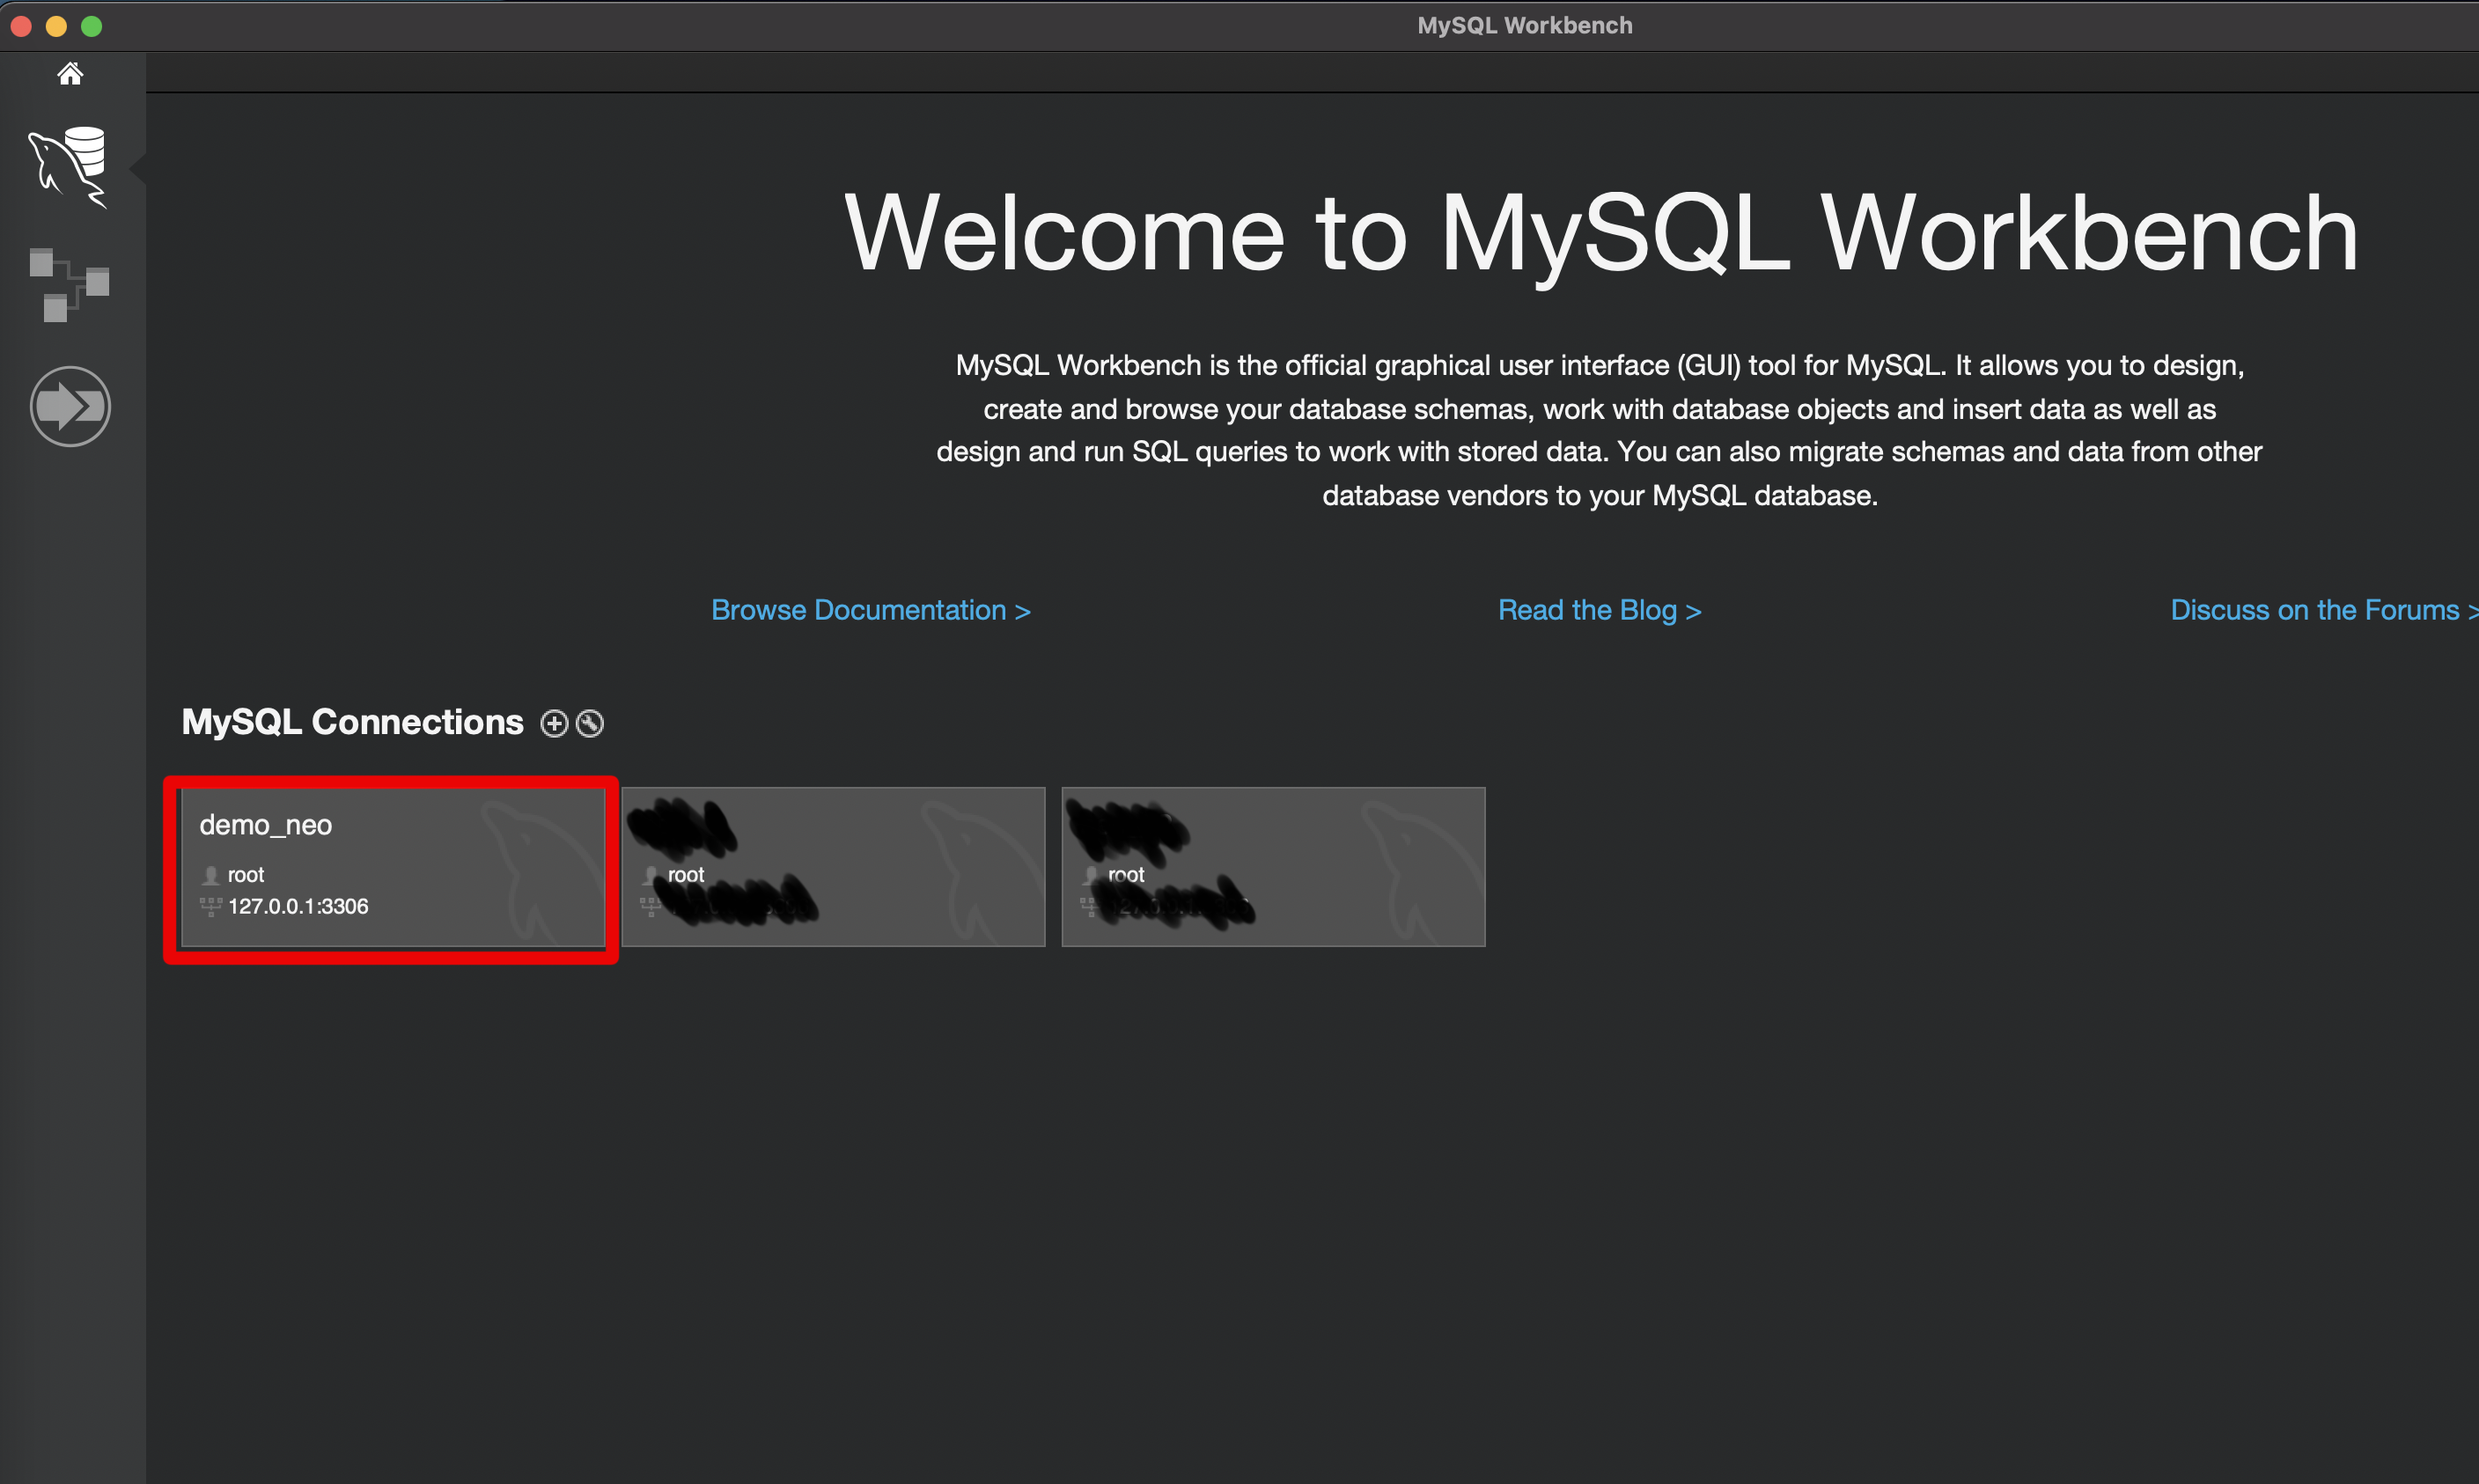 MySQL Workbench
Welcome to MySQL Workbench
MySQL Workbench is the official graphical user interface (GUI) tool for MySQL. It allows you to design,
create and browse your database schemas, work with database objects and insert data as well as
design and run SQL queries to work with stored data. You can also migrate schemas and data from other
database vendors to your MySQL database.
Browse Documentation >
Read the Blog >
Discuss on the Forums >
MySQL Connections
demo_neo
root
127.0.0.1:3306
root
root